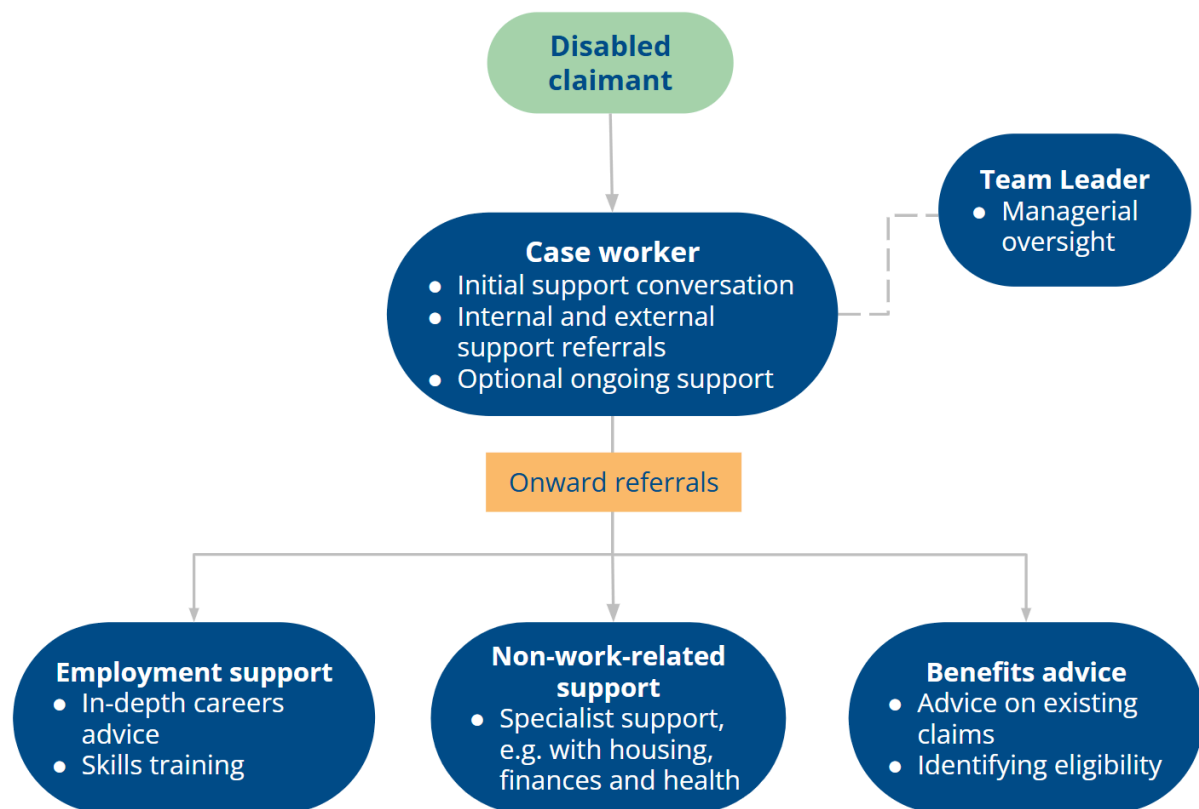 Disabled
claimant
Team Leader
● Managerial
oversight
Case worker
● Initial support conversation
● Internal and external
support referrals
● Optional ongoing support
Onward referrals
Employment support
● In-depth careers
advice
● Skills training
Non-work-related
support
● Specialist support,
e.g. with housing,
finances and health
Benefits advice
● Advice on existing
claims
● Identifying eligibility